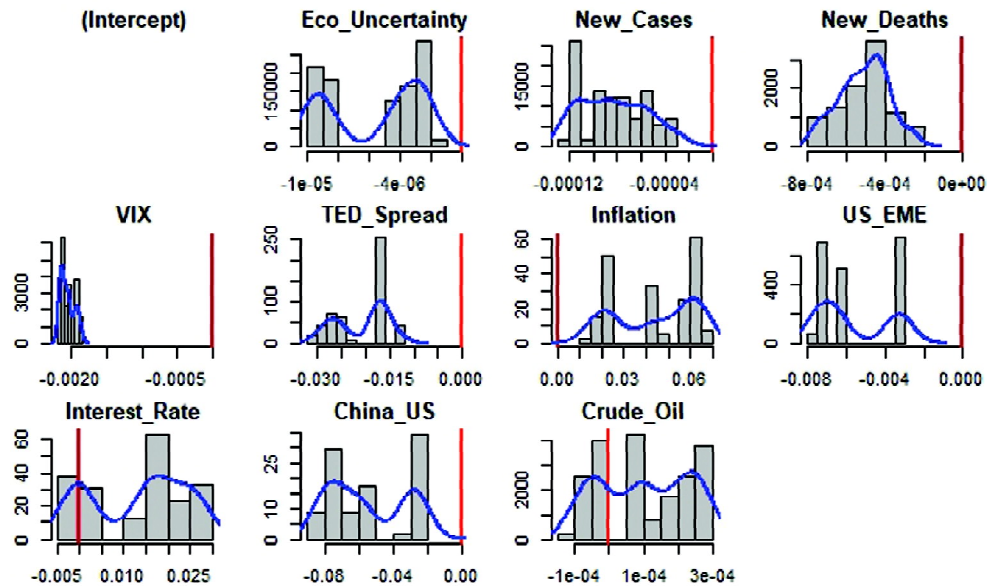 (Intercept)
Eco_Uncertainty
New_Cases
New_Deaths
0 150000
0 15000
0 2000
-1e-05 -4e-06
-0.00012 -0.00004
-8e-04 -4e-04 0e+00
VIX
TED_Spread
Inflation
US_EME
0 3000
0 100 250
0 20 40 60
0 400
-0.0020 -0.0005
-0.030 -0.015 0.000
0.00 0.03 0.06
-0.008 -0.004 0.000
Interest_Rate
China_US
Crude_Oil
0 20 40 60
0 10 25
0 2000
-0.005 0.010 0.025
-0.08 -0.04 0.00
-1e-04 1e-04 3e-04